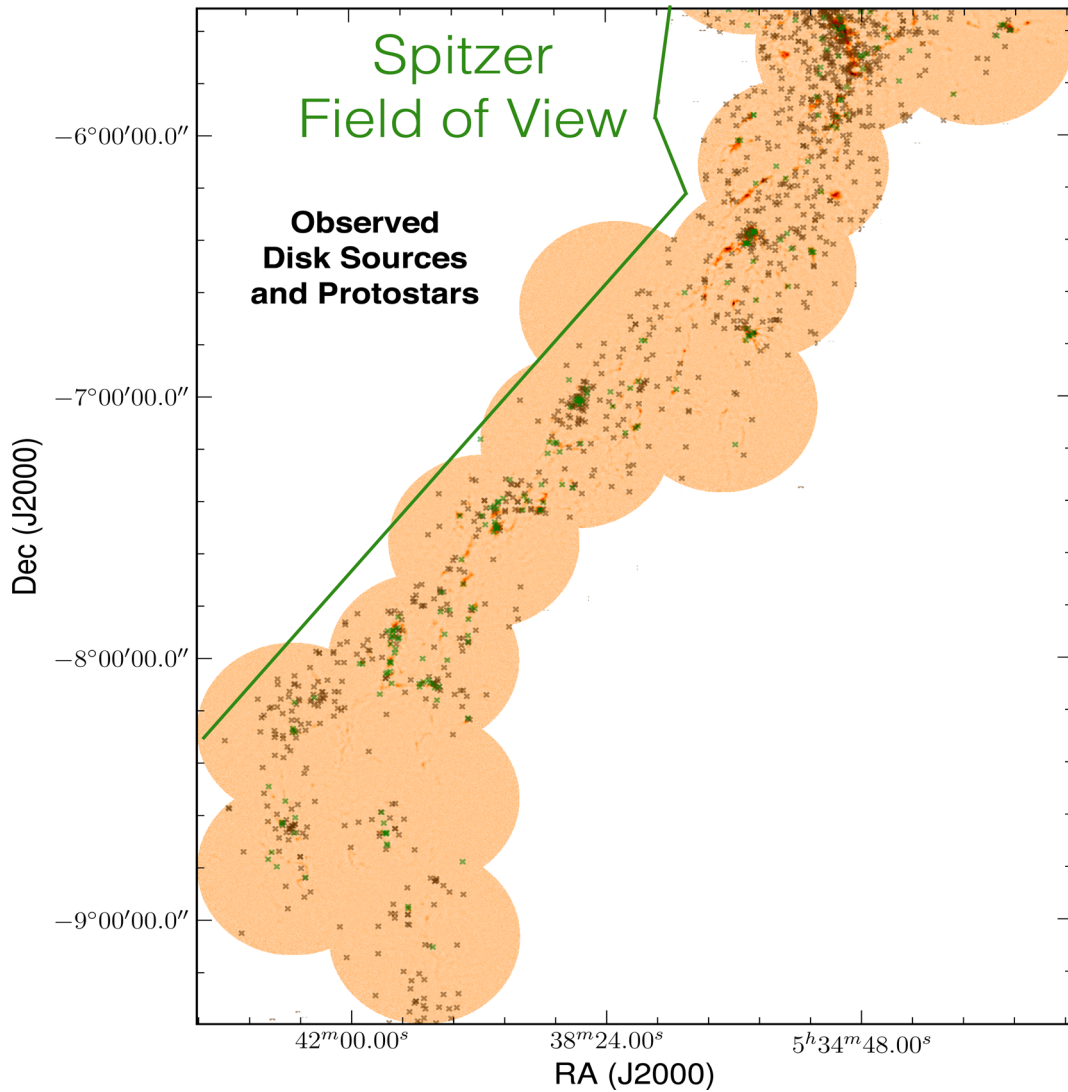 Spitzer
Field of View
Observed
Disk Sources
and Protostars
−6°00′00.0″
−7°00′00.0″
−8°00′00.0″
−9°00′00.0″
Dec (J2000)
42ᵐ00.00ˢ
38ᵐ24.00ˢ
5ʰ34ᵐ48.00ˢ
RA (J2000)